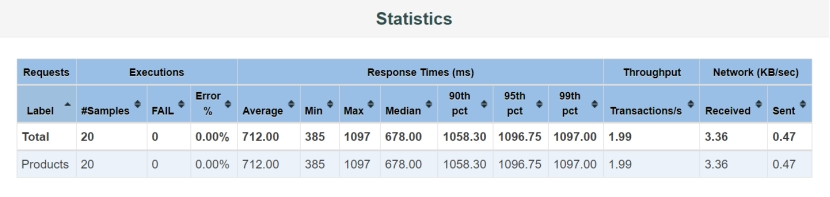 Statistics
Requests Executions Response Times (ms) Throughput Network (KB/sec)
Label #Samples FAIL Error % Average Min Max Median 90th pct 95th pct 99th pct Transactions/s Received Sent
Total 20 0 0.00% 712.00 385 1097 678.00 1058.30 1096.75 1097.00 1.99 3.36 0.47
Products 20 0 0.00% 712.00 385 1097 678.00 1058.30 1096.75 1097.00 1.99 3.36 0.47